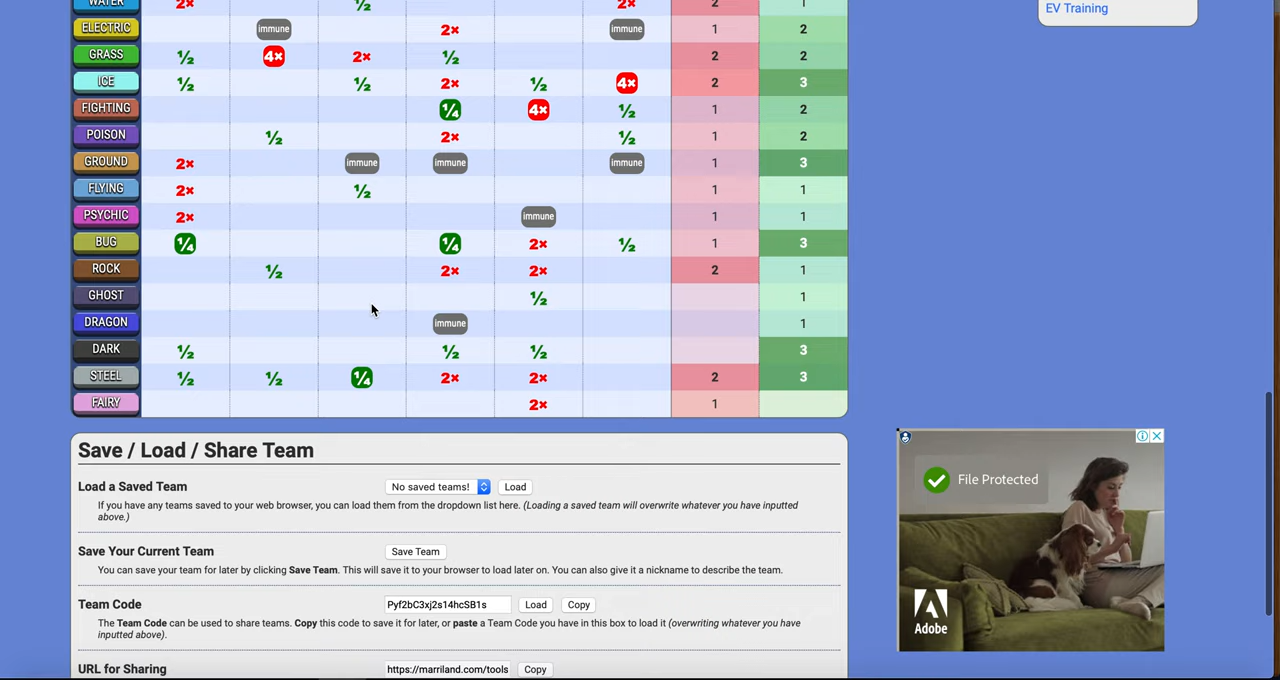 WATER 2× ½ 2× 2 1
EV Training
ELECTRIC immune 2× immune 1 2
GRASS ½ 4× 2× ½ 2 2
ICE ½ ½ 2× ½ 4× 2 3
FIGHTING ¼ 4× ½ 1 2
POISON ½ 2× ½ 1 2
GROUND 2× immune immune immune 1 3
FLYING 2× ½ 1 1
PSYCHIC 2× immune 1 1
BUG ¼ ¼ 2× ½ 1 3
ROCK ½ 2× 2× 2 1
GHOST ½ 1
DRAGON immune 1
DARK ½ ½ ½ 3
STEEL ½ ½ ¼ 2× 2× 2 3
FAIRY 2× 1
Save / Load / Share Team
Load a Saved Team No saved teams! Load
If you have any teams saved to your web browser, you can load them from the dropdown list here. (Loading a saved team will overwrite whatever you have inputted
above.)
Save Your Current Team Save Team
You can save your team for later by clicking Save Team. This will save it to your browser to load later on. You can also give it a nickname to describe the team.
Team Code Pyf2bC3xj2s14hcSB1s Load Copy
The Team Code can be used to share teams. Copy this code to save it for later, or paste a Team Code you have in this box to load it (overwriting whatever you have
inputted above).
URL for Sharing https://marriland.com/tools Copy
File Protected
Adobe